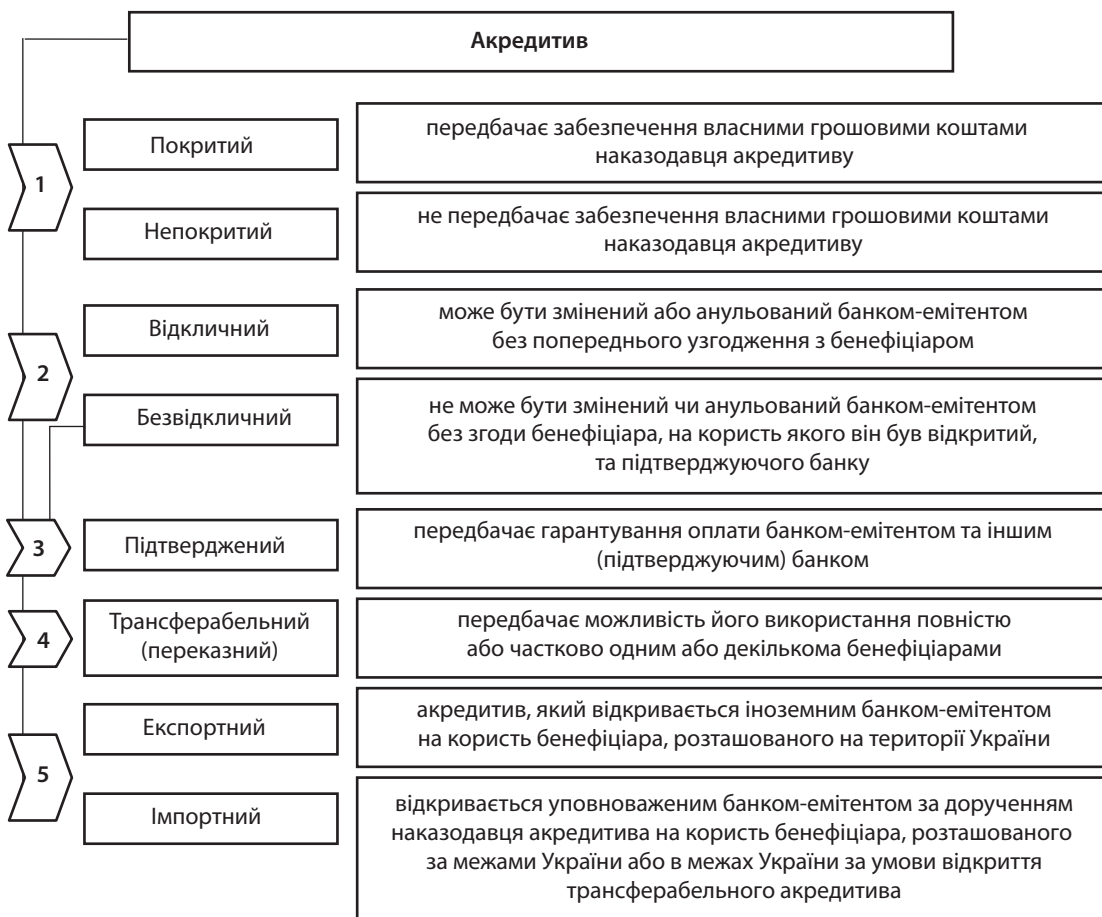 Акредитив
1
Покритий
передбачає забезпечення власними грошовими коштами
наказодавця акредитиву
Непокритий
не передбачає забезпечення власними грошовими коштами
наказодавця акредитиву
2
Відкличний
може бути змінений або анульований банком-емітентом
без попереднього узгодження з бенефіціаром
Безвідкличний
не може бути змінений чи анульований банком-емітентом
без згоди бенефіціара, на користь якого він був відкритий,
та підтверджуючого банку
3
Підтверджений
передбачає гарантування оплати банком-емітентом та іншим
(підтверджуючим) банком
4
Трансферабельний
(переказний)
передбачає можливість його використання повністю
або частково одним або декількома бенефіціарами
5
Експортний
акредитив, який відкривається іноземним банком-емітентом
на користь бенефіціара, розташованого на території України
Імпортний
відкривається уповноваженим банком-емітентом за дорученням
наказодавця акредитива на користь бенефіціара, розташованого
за межами України або в межах України за умови відкриття
трансферабельного акредитива